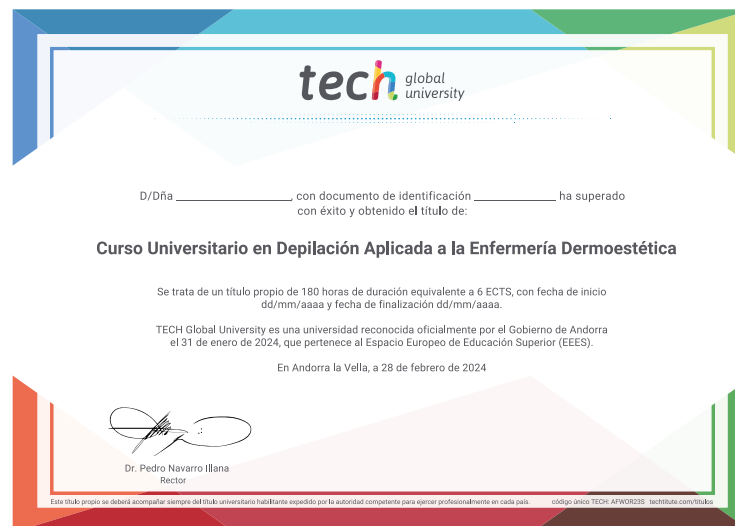 tech global university
D/Dña ______________, con documento de identificación __________ ha superado
con éxito y obtenido el título de:
Curso Universitario en Depilación Aplicada a la Enfermería Dermoestética
Se trata de un título propio de 180 horas de duración equivalente a 6 ECTS, con fecha de inicio
dd/mm/aaaa y fecha de finalización dd/mm/aaaa.
TECH Global University es una universidad reconocida oficialmente por el Gobierno de Andorra
el 31 de enero de 2024, que pertenece al Espacio Europeo de Educación Superior (EEES).
En Andorra la Vella, a 28 de febrero de 2024
Dr. Pedro Navarro Illana
Rector
Este título propio se deberá acompañar siempre del título universitario habilitante expedido por la autoridad competente para ejercer profesionalmente en cada país. código único TECH: AFWOR23S techtitute.com/titulos